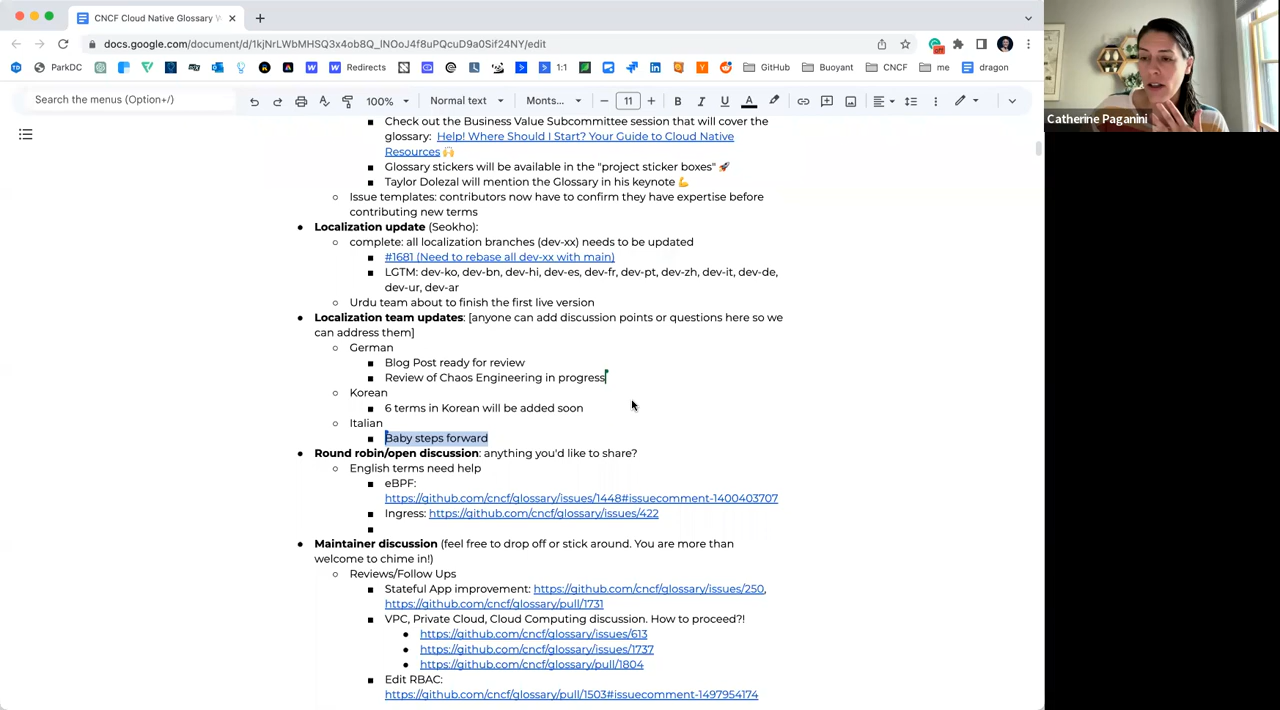 CNCF Cloud Native Glossary W
docs.google.com/document/d/1kjNrLWbMHSQ3x4ob8Q_lNOoJ4f8uPQcuD9a0Sif24NY/edit
ParkDC
Redirects
1:1
GitHub
Buoyant
CNCF
me
dragon
Search the menus (Option+/)
100%
Normal text
Monts...
11
Check out the Business Value Subcommittee session that will cover the
glossary: Help! Where Should I Start? Your Guide to Cloud Native
Resources 🙌
Glossary stickers will be available in the "project sticker boxes" 🚀
Taylor Dolezal will mention the Glossary in his keynote 💪
Issue templates: contributors now have to confirm they have expertise before
contributing new terms
Localization update (Seokho):
complete: all localization branches (dev-xx) needs to be updated
#1681 (Need to rebase all dev-xx with main)
LGTM: dev-ko, dev-bn, dev-hi, dev-es, dev-fr, dev-pt, dev-zh, dev-it, dev-de,
dev-ur, dev-ar
Urdu team about to finish the first live version
Localization team updates: [anyone can add discussion points or questions here so we
can address them]
German
Blog Post ready for review
Review of Chaos Engineering in progress
Korean
6 terms in Korean will be added soon
Italian
Baby steps forward
Round robin/open discussion: anything you'd like to share?
English terms need help
eBPF:
https://github.com/cncf/glossary/issues/1448#issuecomment-1400403707
Ingress: https://github.com/cncf/glossary/issues/422
Maintainer discussion (feel free to drop off or stick around. You are more than
welcome to chime in!)
Reviews/Follow Ups
Stateful App improvement: https://github.com/cncf/glossary/issues/250,
https://github.com/cncf/glossary/pull/1731
VPC, Private Cloud, Cloud Computing discussion. How to proceed?!
https://github.com/cncf/glossary/issues/613
https://github.com/cncf/glossary/issues/1737
https://github.com/cncf/glossary/pull/1804
Edit RBAC:
https://github.com/cncf/glossary/pull/1503#issuecomment-1497954174
Catherine Paganini